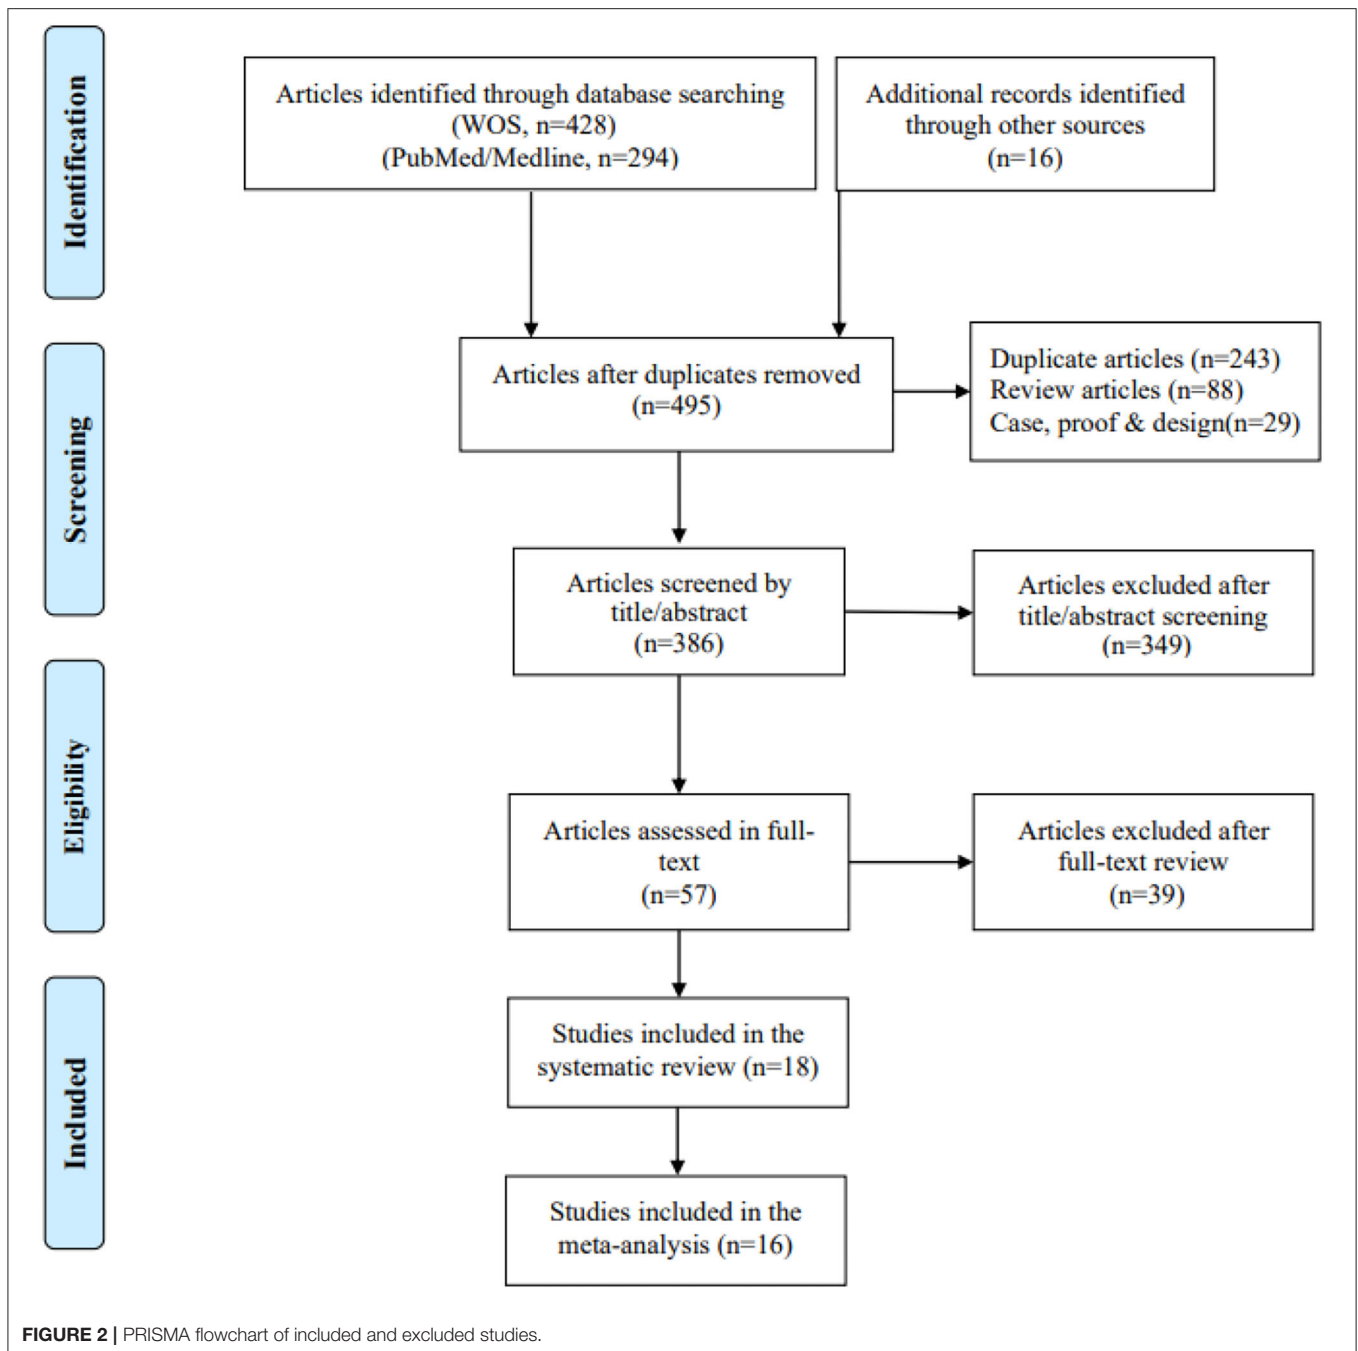 Identification
Articles identified through database searching
(WOS, n=428)
(PubMed/Medline, n=294)
Additional records identified
through other sources
(n=16)
Screening
Articles after duplicates removed
(n=495)
Duplicate articles (n=243)
Review articles (n=88)
Case, proof & design(n=29)
Articles screened by
title/abstract
(n=386)
Articles excluded after
title/abstract screening
(n=349)
Eligibility
Articles assessed in full-
text
(n=57)
Articles excluded after
full-text review
(n=39)
Included
Studies included in the
systematic review (n=18)
Studies included in the
meta-analysis (n=16)
FIGURE 2 | PRISMA flowchart of included and excluded studies.